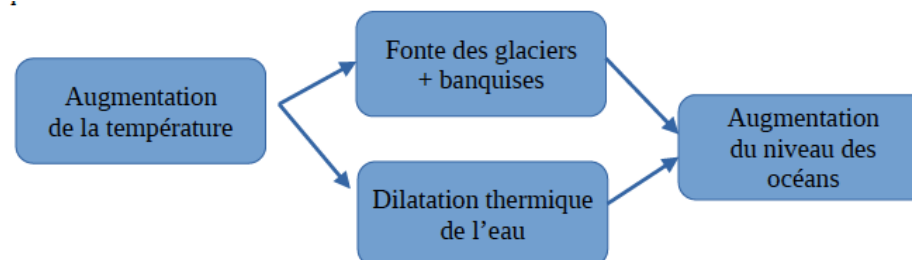 Augmentation
de la température
Fonte des glaciers
+ banquises
Dilatation thermique
de l'eau
Augmentation
du niveau des
océans